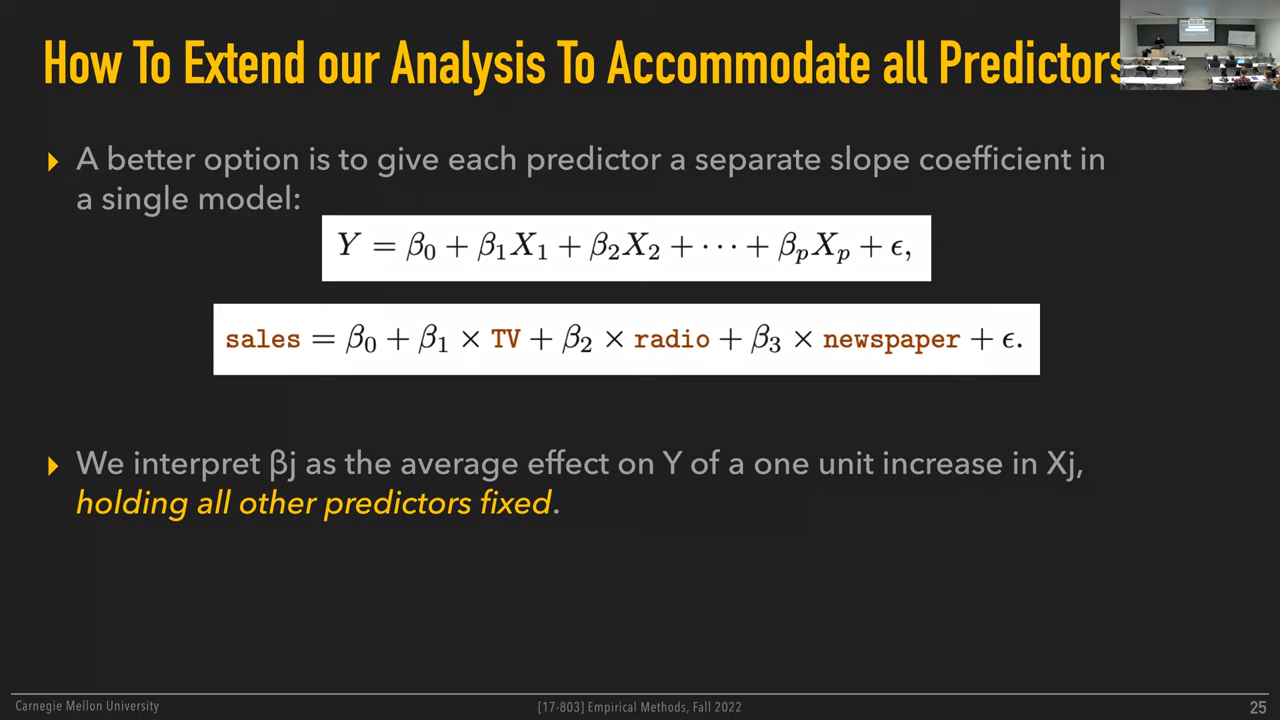 How To Extend our Analysis To Accommodate all Predictors
▸ A better option is to give each predictor a separate slope coefficient in
a single model:
Y = β₀ + β₁X₁ + β₂X₂ + ··· + βₚXₚ + ϵ,
sales = β₀ + β₁ × TV + β₂ × radio + β₃ × newspaper + ϵ.
▸ We interpret βj as the average effect on Y of a one unit increase in Xj,
holding all other predictors fixed.
Carnegie Mellon University
[17-803] Empirical Methods, Fall 2022
25